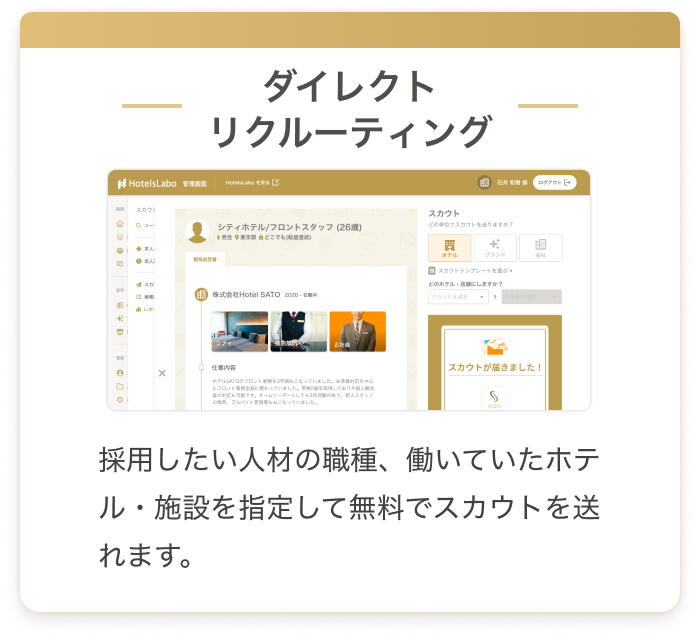 ダイレクト
リクルーティング
HotelsLabo 管理画面
HotelsLabo を見る
石井 和樹 様
ログアウト
スカウト
シティホテル/フロントスタッフ (26歳)
男性 東京都 どこでも(転居意欲)
どの単位でスカウトを送りますか？
ホテル
ブランド
会社
職務経歴書
スカウトテンプレートを選ぶ
どのホテル・店舗にしますか？
ブランドを選択
株式会社Hotel SATO 2020 - 在職中
シティ
正社員
スカウトが届きました！
SATO
仕事内容
採用したい人材の職種、働いていたホテ
ル・施設を指定して無料でスカウトを送
れます。